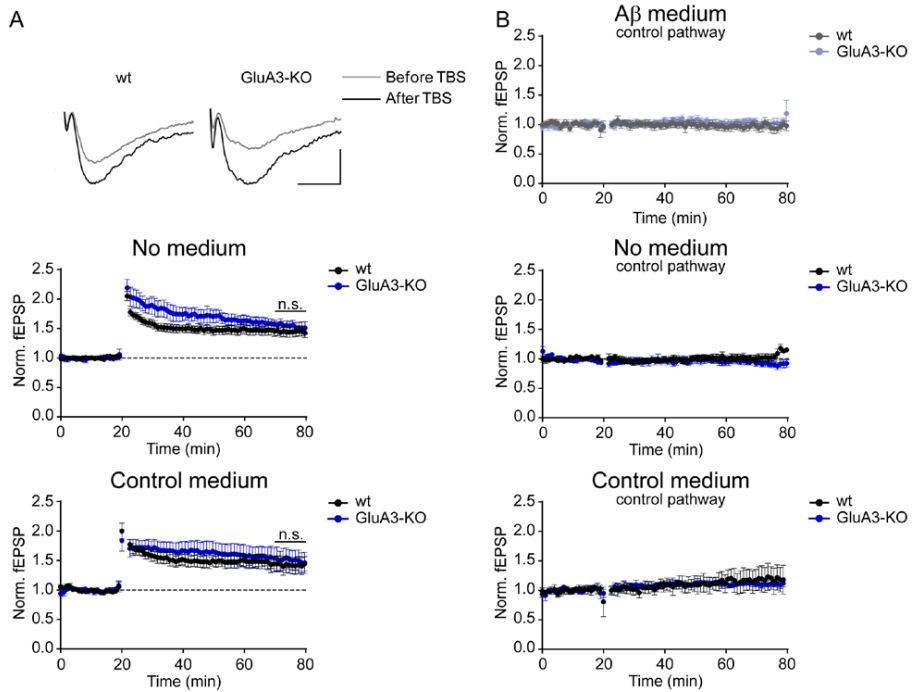 A
wt
GluA3-KO
Before TBS
After TBS
No medium
wt
GluA3-KO
n.s.
Norm. fEPSP
2.5
2.0
1.5
1.0
0.5
0.0
0 20 40 60 80
Time (min)
Control medium
wt
GluA3-KO
n.s.
Norm. fEPSP
2.5
2.0
1.5
1.0
0.5
0.0
0 20 40 60 80
Time (min)
B
Aβ medium
control pathway
wt
GluA3-KO
Norm. fEPSP
2.5
2.0
1.5
1.0
0.5
0.0
0 20 40 60 80
Time (min)
No medium
control pathway
wt
GluA3-KO
Norm. fEPSP
2.5
2.0
1.5
1.0
0.5
0.0
0 20 40 60 80
Time (min)
Control medium
control pathway
wt
GluA3-KO
Norm. fEPSP
2.5
2.0
1.5
1.0
0.5
0.0
0 20 40 60 80
Time (min)